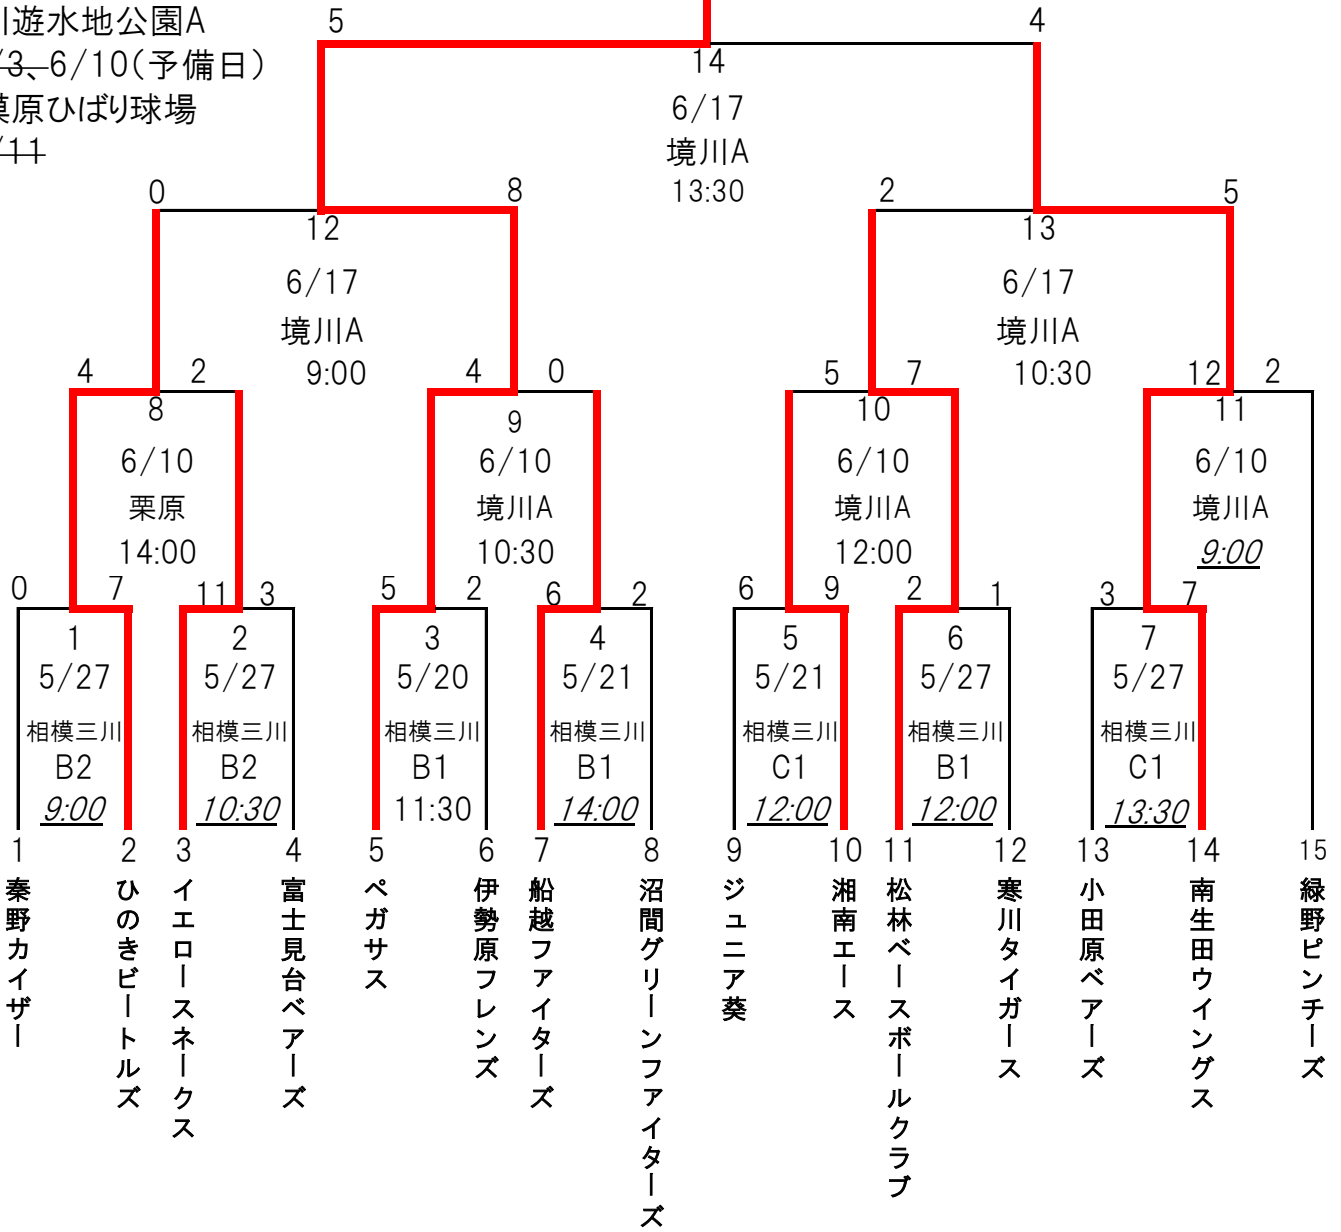 川遊水地公園A
/3、6/10(予備日)
模原ひばり球場
/11
5
4
14
6/17
境川A
13:30
0
8
2
5
12
13
6/17
6/17
境川A
境川A
9:00
10:30
4
2
4
0
5
7
12
2
8
9
10
11
6/10
6/10
6/10
6/10
栗原
境川A
境川A
境川A
14:00
10:30
12:00
9:00
0
7
11
3
5
2
6
2
6
9
2
1
3
7
1
2
3
4
5
6
7
5/27
5/27
5/20
5/21
5/21
5/27
5/27
相模三川
相模三川
相模三川
相模三川
相模三川
相模三川
相模三川
B2
B2
B1
B1
C1
B1
C1
9:00
10:30
11:30
14:00
12:00
12:00
13:30
1
2
3
4
5
6
7
8
9
10
11
12
13
14
15
秦野カイザー
ひのきビートルズ
イエロースネークス
富士見台ベアーズ
ペガサス
伊勢原フレンズ
船越ファイターズ
沼間グリーンファイターズ
ジュニア葵
湘南エース
松林ベースボールクラブ
寒川タイガース
小田原ベアーズ
南生田ウイングス
緑野ピンチーズ